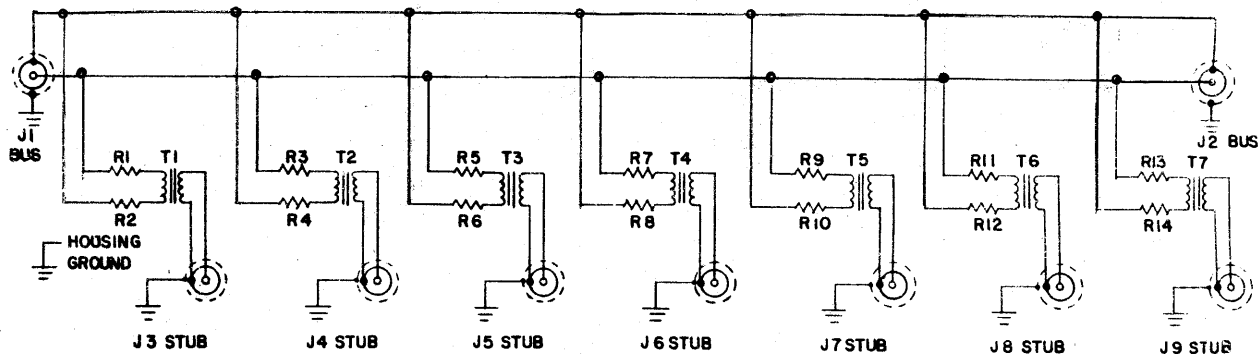 J1
BUS
J2 BUS
R1 T1
R2
R3 T2
R4
R5 T3
R6
R7 T4
R8
R9 T5
R10
R11 T6
R12
R13 T7
R14
HOUSING
GROUND
J3 STUB
J4 STUB
J5 STUB
J6 STUB
J7 STUB
J8 STUB
J9 STUB